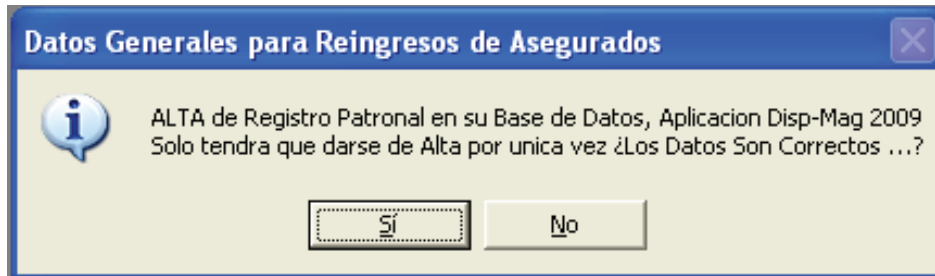 Datos Generales para Reingresos de Asegurados
ALTA de Registro Patronal en su Base de Datos, Aplicacion Disp-Mag 2009
Solo tendra que darse de Alta por unica vez ¿Los Datos Son Correctos ...?
Sí
No